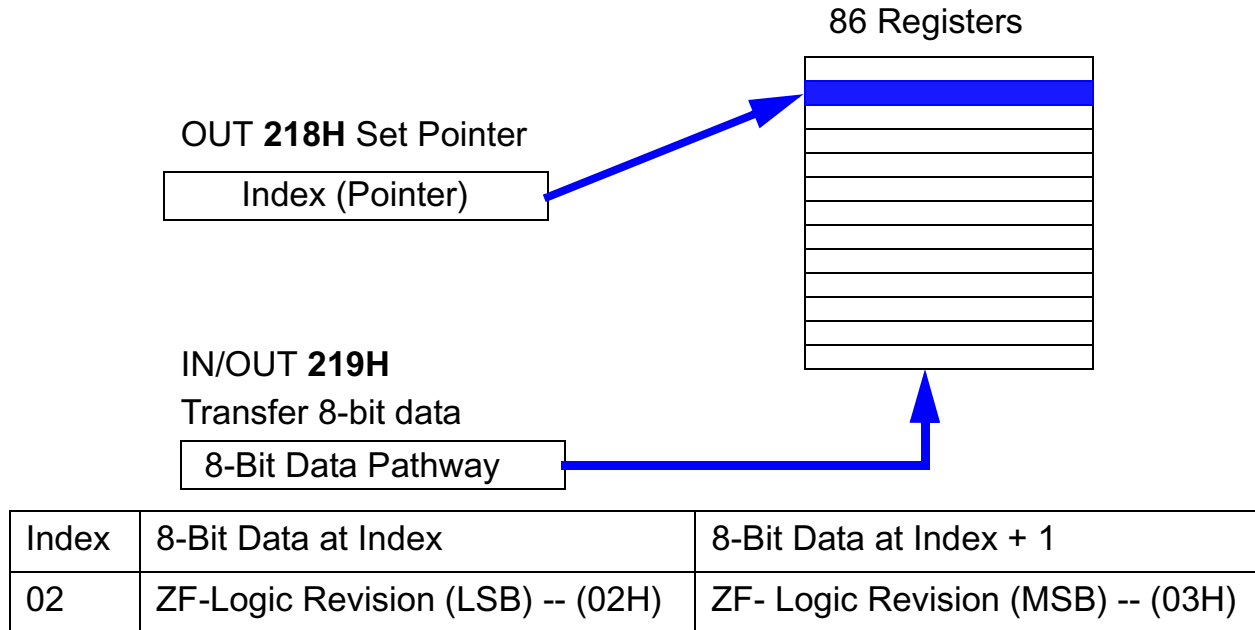 86 Registers
OUT 218H Set Pointer
Index (Pointer)
IN/OUT 219H
Transfer 8-bit data
8-Bit Data Pathway
Index 8-Bit Data at Index 8-Bit Data at Index + 1
02 ZF-Logic Revision (LSB) -- (02H) ZF- Logic Revision (MSB) -- (03H)